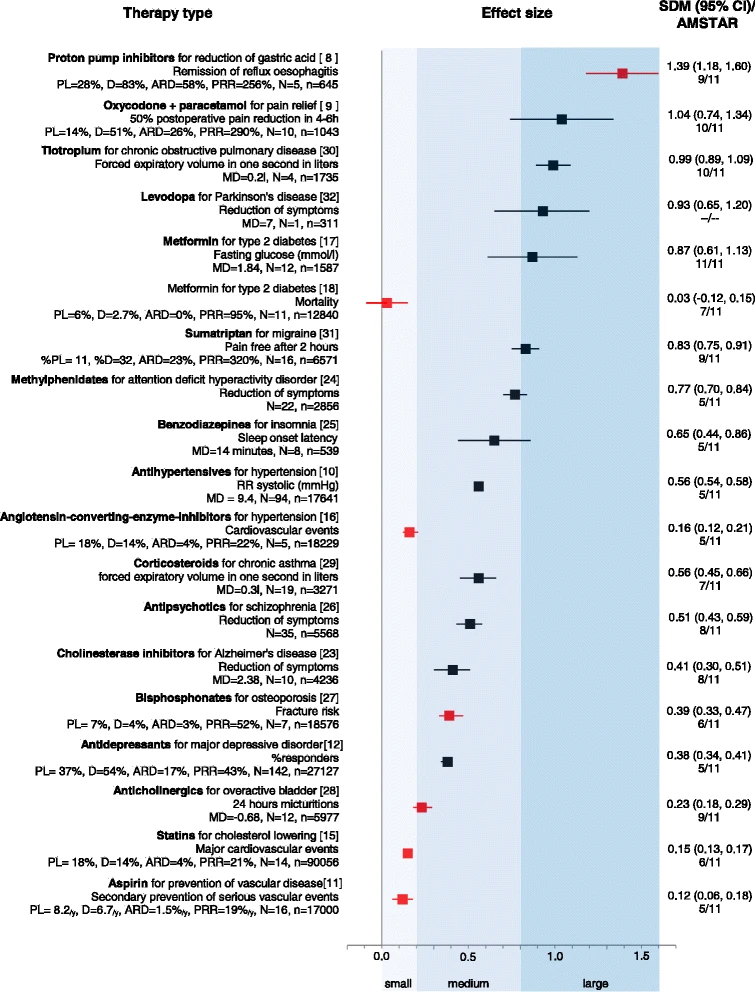 Therapy type
Effect size
SDM (95% CI)/
AMSTAR
Proton pump inhibitors for reduction of gastric acid [ 8 ]
Remission of reflux oesophagitis
PL=28%, D=83%, ARD=58%, PRR=256%, N=5, n=645
1.39 (1.18, 1.60)
9/11
Oxycodone + paracetamol for pain relief [ 9 ]
50% postoperative pain reduction in 4-6h
PL=14%, D=51%, ARD=26%, PRR=290%, N=10, n=1043
1.04 (0.74, 1.34)
10/11
Tiotropium for chronic obstructive pulmonary disease [30]
Forced expiratory volume in one second in liters
MD=0.2l, N=4, n=1735
0.99 (0.89, 1.09)
10/11
Levodopa for Parkinson's disease [32]
Reduction of symptoms
MD=7, N=1, n=311
0.93 (0.65, 1.20)
--/--
Metformin for type 2 diabetes [17]
Fasting glucose (mmol/l)
MD=1.84, N=12, n=1587
0.87 (0.61, 1.13)
11/11
Metformin for type 2 diabetes [18]
Mortality
PL=6%, D=2.7%, ARD=0%, PRR=95%, N=11, n=12840
0.03 (-0.12, 0.15)
7/11
Sumatriptan for migraine [31]
Pain free after 2 hours
%PL= 11, %D=32, ARD=23%, PRR=320%, N=16, n=6571
0.83 (0.75, 0.91)
9/11
Methylphenidates for attention deficit hyperactivity disorder [24]
Reduction of symptoms
N=22, n=2856
0.77 (0.70, 0.84)
5/11
Benzodiazepines for insomnia [25]
Sleep onset latency
MD=14 minutes, N=8, n=539
0.65 (0.44, 0.86)
5/11
Antihypertensives for hypertension [10]
RR systolic (mmHg)
MD = 9.4, N=94, n=17641
0.56 (0.54, 0.58)
5/11
Angiotensin-converting-enzyme-inhibitors for hypertension [16]
Cardiovascular events
PL= 18%, D=14%, ARD=4%, PRR=22%, N=5, n=18229
0.16 (0.12, 0.21)
5/11
Corticosteroids for chronic asthma [29]
forced expiratory volume in one second in liters
MD=0.3l, N=19, n=3271
0.56 (0.45, 0.66)
7/11
Antipsychotics for schizophrenia [26]
Reduction of symptoms
N=35, n=5568
0.51 (0.43, 0.59)
8/11
Cholinesterase inhibitors for Alzheimer's disease [23]
Reduction of symptoms
MD=2.38, N=10, n=4236
0.41 (0.30, 0.51)
8/11
Bisphosphonates for osteoporosis [27]
Fracture risk
PL= 7%, D=4%, ARD=3%, PRR=52%, N=7, n=18576
0.39 (0.33, 0.47)
6/11
Antidepressants for major depressive disorder[12]
%responders
PL= 37%, D=54%, ARD=17%, PRR=43%, N=142, n=27127
0.38 (0.34, 0.41)
5/11
Anticholinergics for overactive bladder [28]
24 hours micturitions
MD=-0.68, N=12, n=5977
0.23 (0.18, 0.29)
9/11
Statins for cholesterol lowering [15]
Major cardiovascular events
PL= 18%, D=14%, ARD=4%, PRR=21%, N=14, n=90056
0.15 (0.13, 0.17)
6/11
Aspirin for prevention of vascular disease[11]
Secondary prevention of serious vascular events
PL= 8.2/y, D=6.7/y, ARD=1.5%/y, PRR=19%/y, N=16, n=17000
0.12 (0.06, 0.18)
5/11
0.0 0.5 1.0 1.5
small medium large